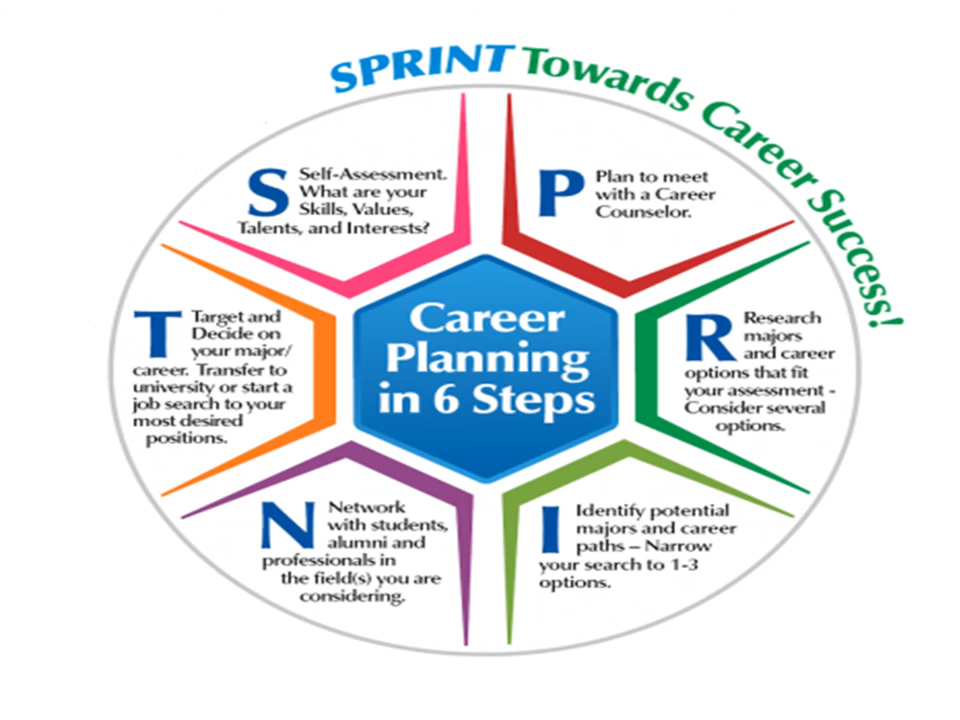 SPRINT Towards Career Success!
S Self-Assessment.
What are your
Skills, Values,
Talents, and Interests?
P Plan to meet
with a Career
Counselor.
R Research
majors
and career
options that fit
your assessment -
Consider several
options.
I Identify potential
majors and career
paths – Narrow
your search to 1-3
options.
N Network
with students,
alumni and
professionals in
the field(s) you are
considering.
T Target and
Decide on
your major/
career. Transfer to
university or start a
job search to your
most desired
positions.
Career
Planning
in 6 Steps